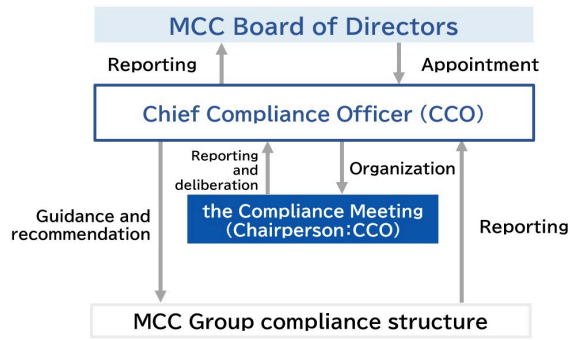 MCC Board of Directors
Reporting
Appointment
Chief Compliance Officer (CCO)
Reporting
and
deliberation
Organization
the Compliance Meeting
(Chairperson:CCO)
Guidance and
recommendation
Reporting
MCC Group compliance structure